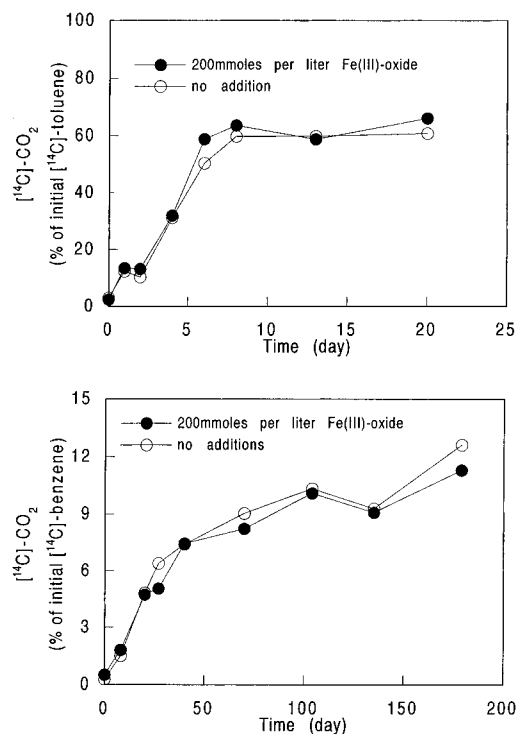 100
80
60
40
20
0
[¹⁴C]-CO₂
(% of initial [¹⁴C]-toluene)
200mmoles per liter Fe(III)-oxide
no addition
0 5 10 15 20 25
Time (day)
15
12
9
6
3
0
[¹⁴C]-CO₂
(% of initial [¹⁴C]-benzene)
200mmoles per liter Fe(III)-oxide
no additions
0 50 100 150 200
Time (day)